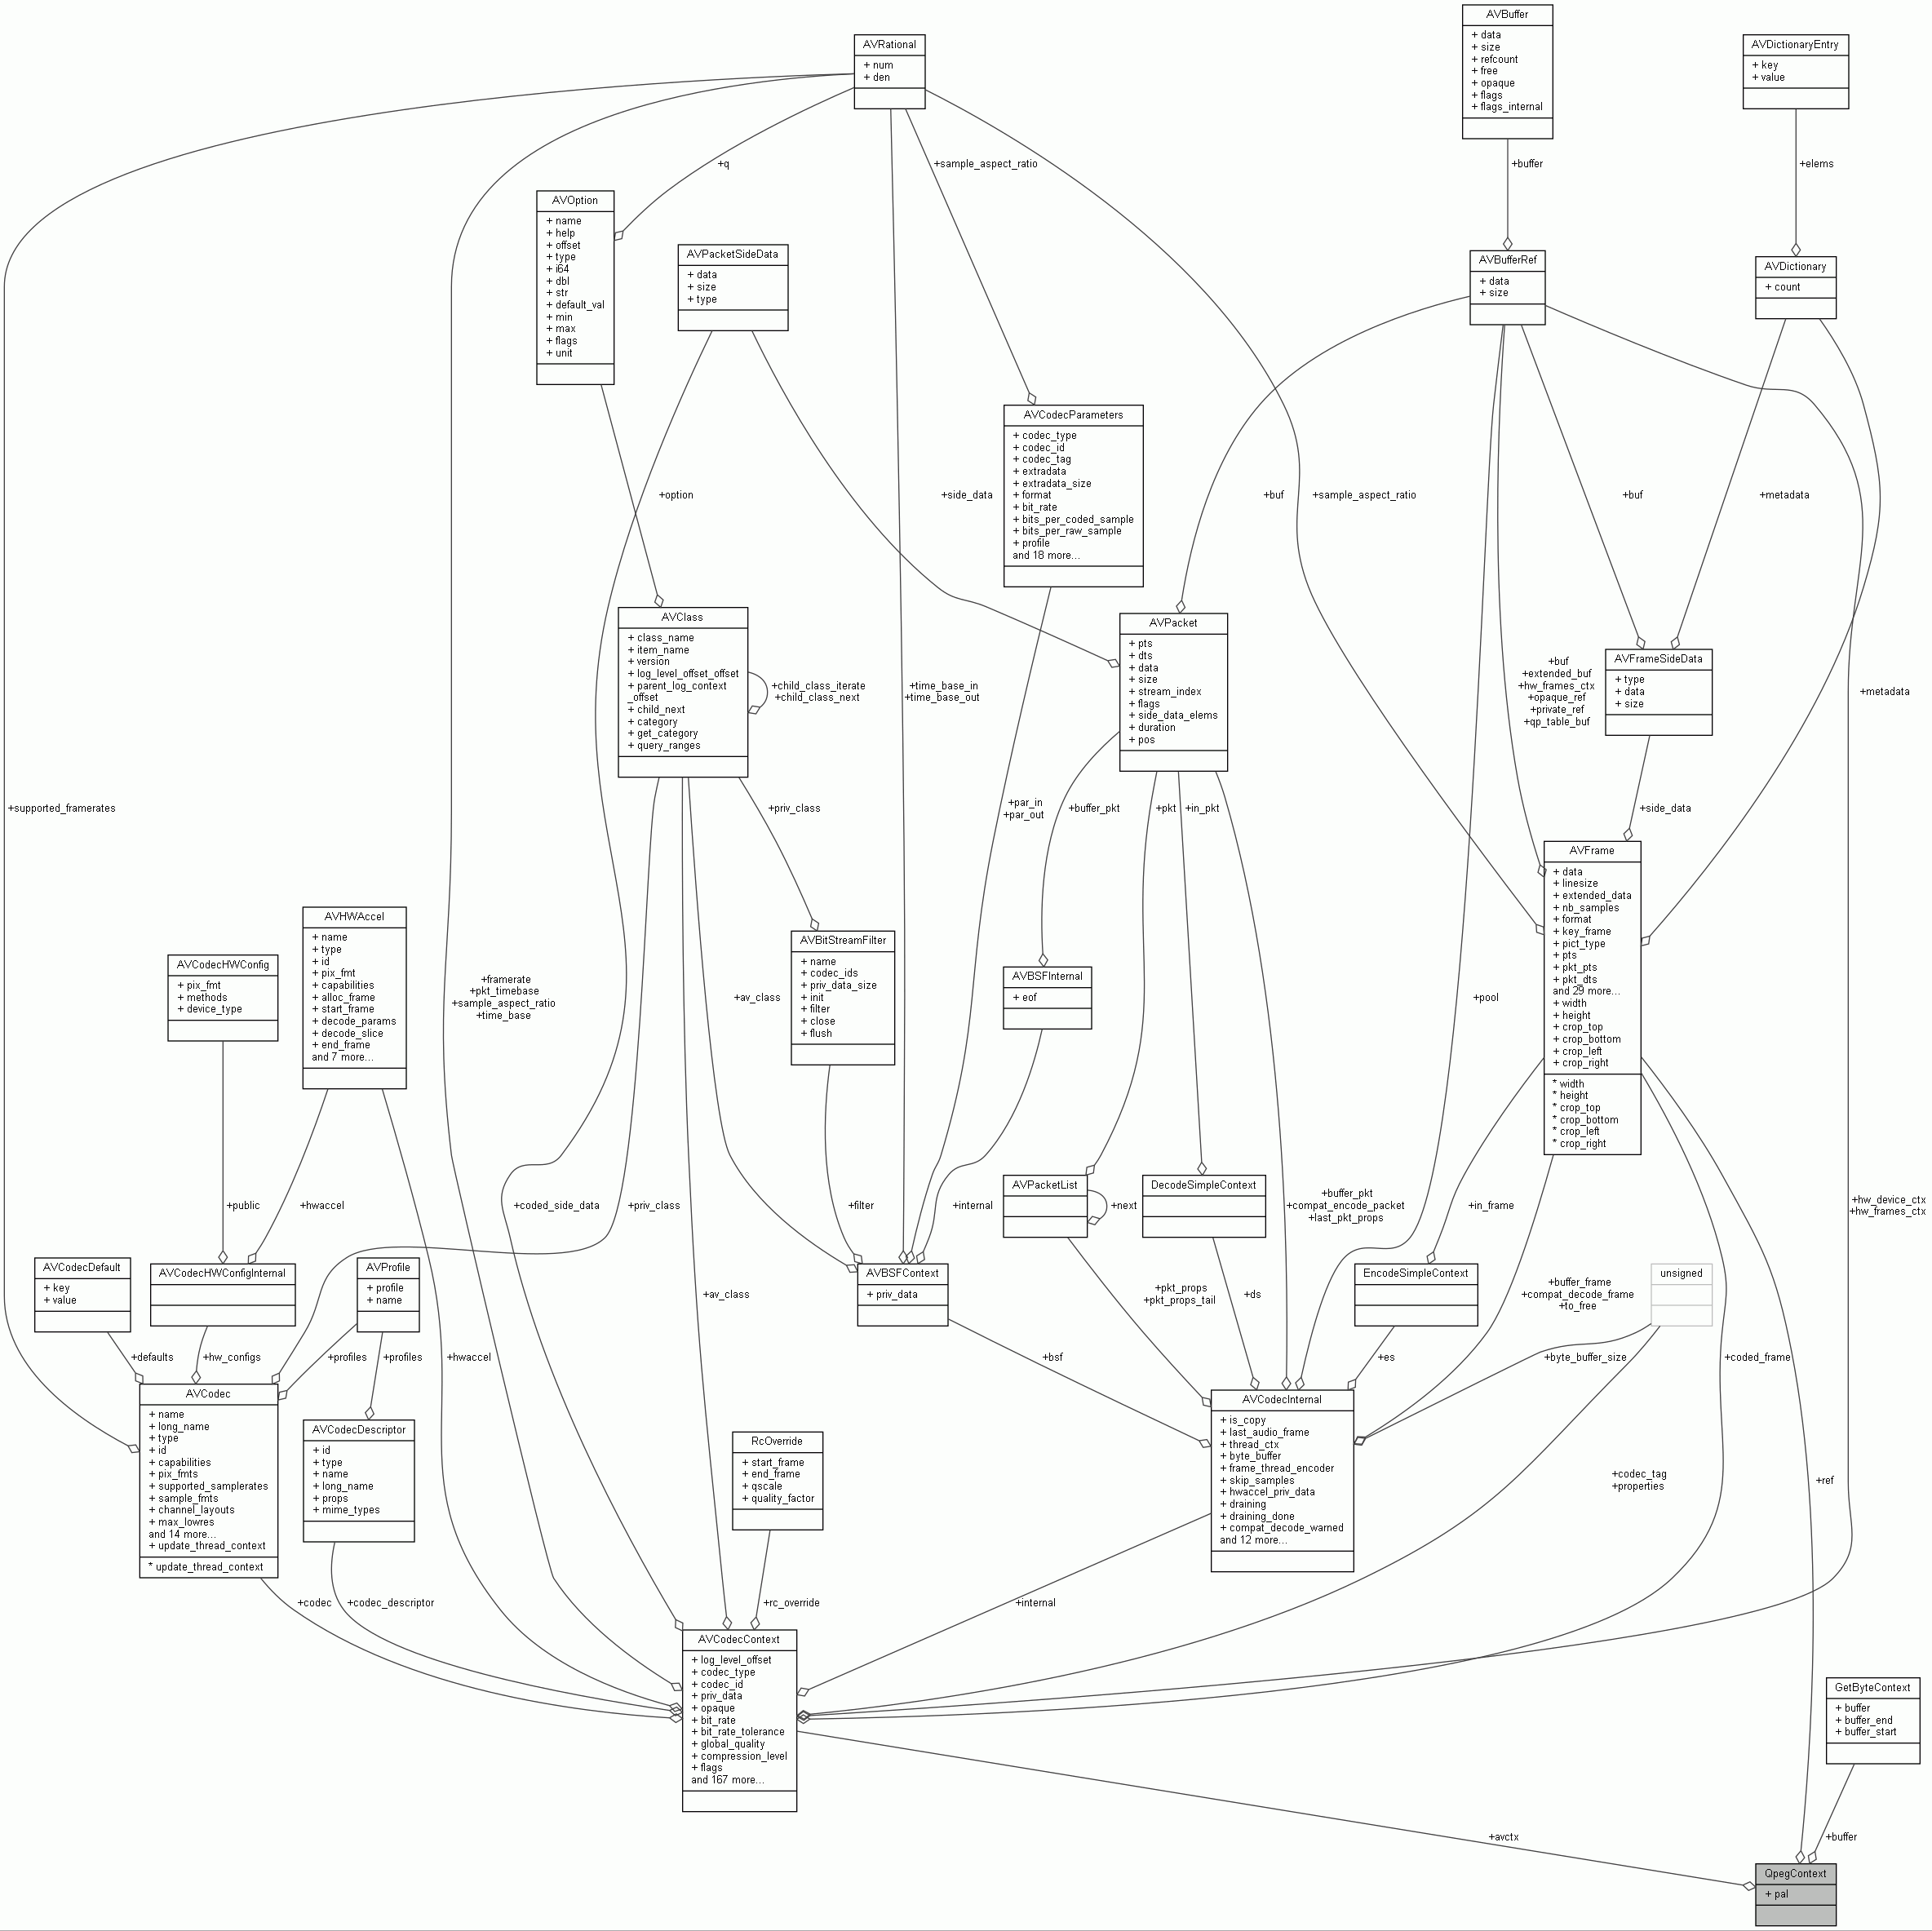 AVBuffer
+ data
+ size
+ refcount
+ free
+ opaque
+ flags
+ flags_internal
AVRational
+ num
+ den
AVDictionaryEntry
+ key
+ value
+q
+sample_aspect_ratio
+buffer
+elems
AVOption
+ name
+ help
+ offset
+ type
+ i64
+ dbl
+ str
+ default_val
+ min
+ max
+ flags
+ unit
AVPacketSideData
+ data
+ size
+ type
AVBufferRef
+ data
+ size
AVDictionary
+ count
AVCodecParameters
+ codec_type
+ codec_id
+ codec_tag
+ extradata
+ extradata_size
+ format
+ bit_rate
+ bits_per_coded_sample
+ bits_per_raw_sample
+ profile
and 18 more...
+option
+side_data
+buf
+sample_aspect_ratio
+buf
+metadata
AVClass
+ class_name
+ item_name
+ version
+ log_level_offset_offset
+ parent_log_context
_offset
+ child_next
+ category
+ get_category
+ query_ranges
+child_class_iterate
+child_class_next
+time_base_in
+time_base_out
AVPacket
+ pts
+ dts
+ data
+ size
+ stream_index
+ flags
+ side_data_elems
+ duration
+ pos
+buf
+extended_buf
+hw_frames_ctx
+opaque_ref
+private_ref
+qp_table_buf
AVFrameSideData
+ type
+ data
+ size
+metadata
+supported_framerates
+priv_class
+par_in
+par_out
+buffer_pkt
+pkt
+in_pkt
+side_data
AVFrame
+ data
+ linesize
+ extended_data
+ nb_samples
+ format
+ key_frame
+ pict_type
+ pts
+ pkt_pts
+ pkt_dts
and 29 more...
+ width
+ height
+ crop_top
+ crop_bottom
+ crop_left
+ crop_right
* width
* height
* crop_top
* crop_bottom
* crop_left
* crop_right
AVCodecHWConfig
+ pix_fmt
+ methods
+ device_type
AVHWAccel
+ name
+ type
+ id
+ pix_fmt
+ capabilities
+ alloc_frame
+ start_frame
+ decode_params
+ decode_slice
+ end_frame
and 7 more...
+framerate
+pkt_timebase
+sample_aspect_ratio
+time_base
+av_class
AVBitStreamFilter
+ name
+ codec_ids
+ priv_data_size
+ init
+ filter
+ close
+ flush
AVBSFInternal
+ eof
+pool
+public
+hwaccel
+coded_side_data
+priv_class
+filter
+internal
AVPacketList
+next
DecodeSimpleContext
+buffer_pkt
+compat_encode_packet
+last_pkt_props
+in_frame
+hw_device_ctx
+hw_frames_ctx
AVCodecDefault
+ key
+ value
AVCodecHWConfigInternal
AVProfile
+ profile
+ name
+av_class
AVBSFContext
+ priv_data
+pkt_props
+pkt_props_tail
+ds
EncodeSimpleContext
+buffer_frame
+compat_decode_frame
+to_free
unsigned
+defaults
+hw_configs
+profiles
+profiles
+hwaccel
+bsf
+es
+byte_buffer_size
+coded_frame
AVCodec
+ name
+ long_name
+ type
+ id
+ capabilities
+ pix_fmts
+ supported_samplerates
+ sample_fmts
+ channel_layouts
+ max_lowres
and 14 more...
+ update_thread_context
* update_thread_context
AVCodecDescriptor
+ id
+ type
+ name
+ long_name
+ props
+ mime_types
RcOverride
+ start_frame
+ end_frame
+ qscale
+ quality_factor
AVCodecInternal
+ is_copy
+ last_audio_frame
+ thread_ctx
+ byte_buffer
+ frame_thread_encoder
+ skip_samples
+ hwaccel_priv_data
+ draining
+ draining_done
+ compat_decode_warned
and 12 more...
+codec_tag
+properties
+ref
+codec
+codec_descriptor
+rc_override
+internal
AVCodecContext
+ log_level_offset
+ codec_type
+ codec_id
+ priv_data
+ opaque
+ bit_rate
+ bit_rate_tolerance
+ global_quality
+ compression_level
+ flags
and 167 more...
GetByteContext
+ buffer
+ buffer_end
+ buffer_start
+avctx
+buffer
QpegContext
+ pal